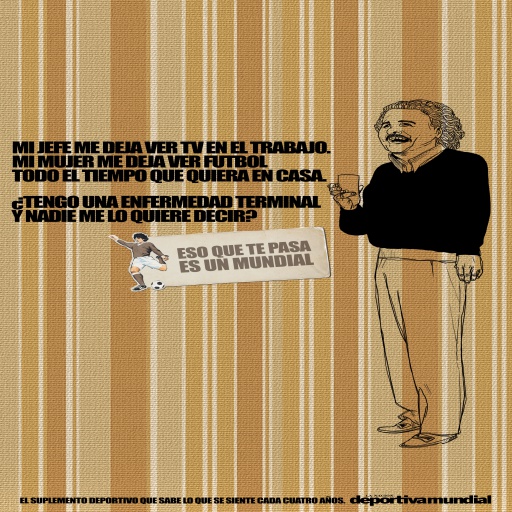 MI JEFE ME DEJA VER TV EN EL TRABAJO.
MI MUJER ME DEJA VER FUTBOL
TODO EL TIEMPO QUE QUIERA EN CASA.
¿TENGO UNA ENFERMEDAD TERMINAL
Y NADIE ME LO QUIERE DECIR?
ESO QUE TE PASA
ES UN MUNDIAL
EL SUPLEMENTO DEPORTIVO QUE SABE LO QUE SE SIENTE CADA CUATRO AÑOS.
LA NACION
deportivamundial